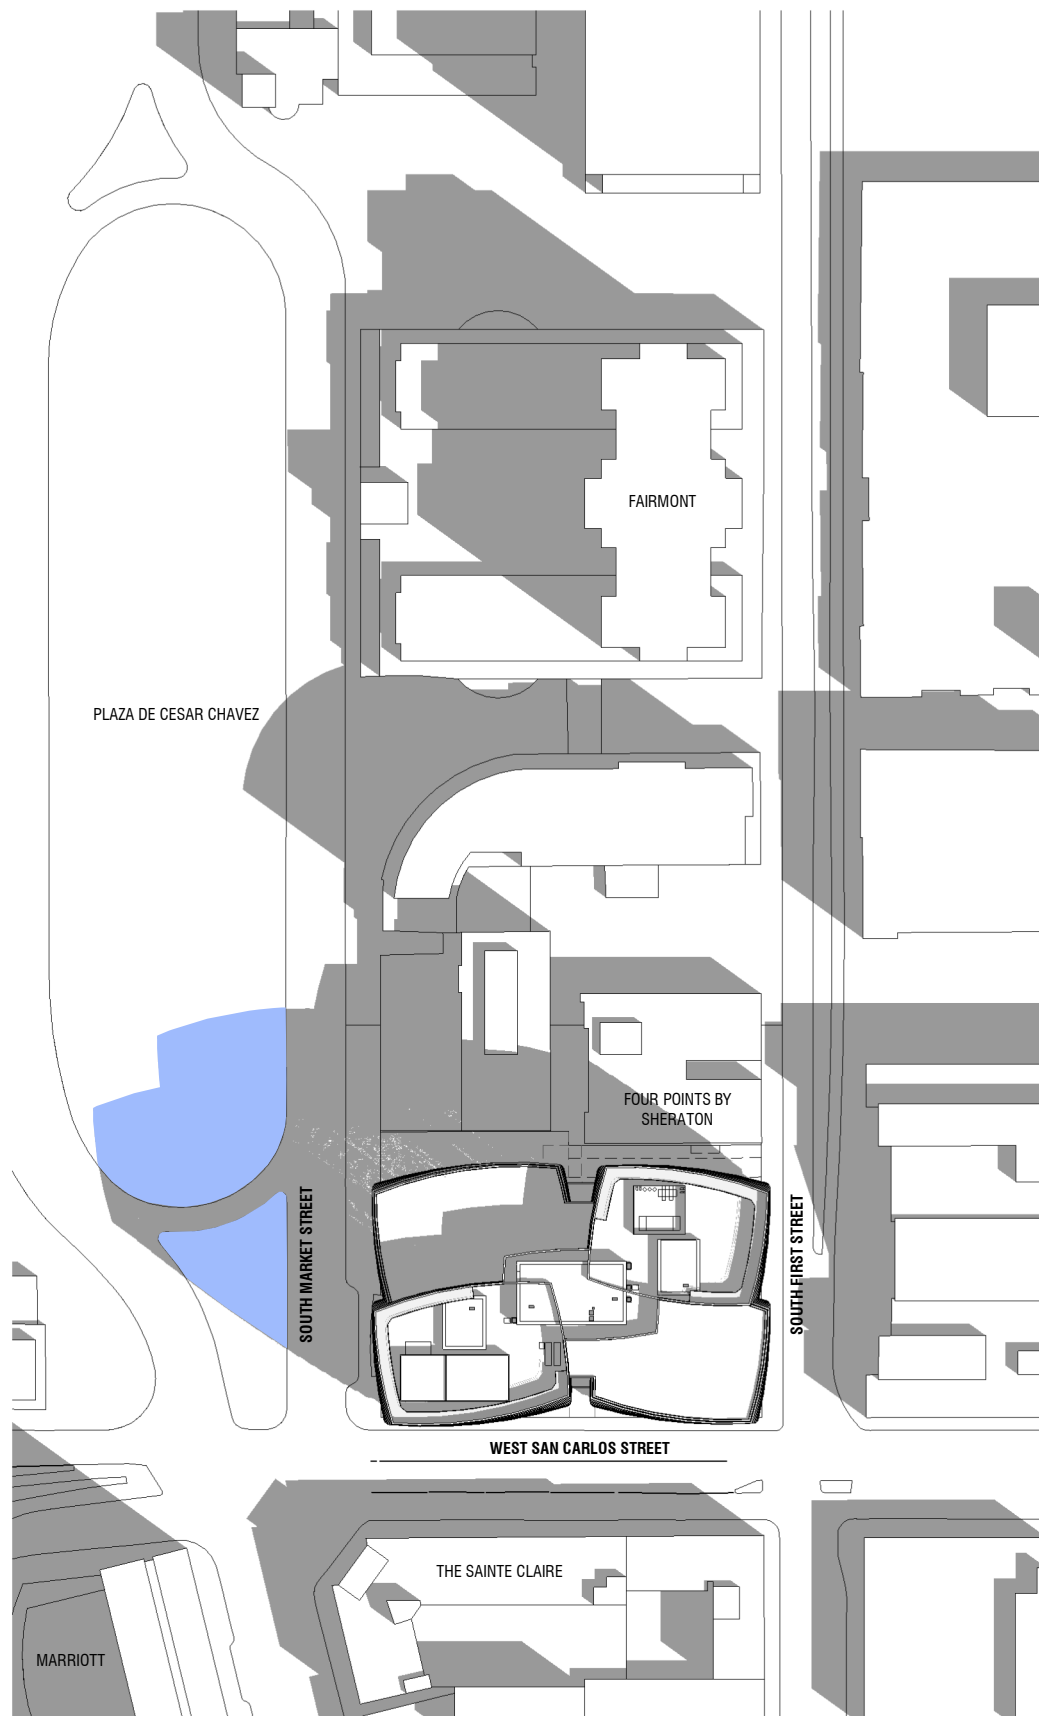 FAIRMONT
PLAZA DE CESAR CHAVEZ
FOUR POINTS BY
SHERATON
SOUTH MARKET STREET
SOUTH FIRST STREET
WEST SAN CARLOS STREET
THE SAINTE CLAIRE
MARRIOTT